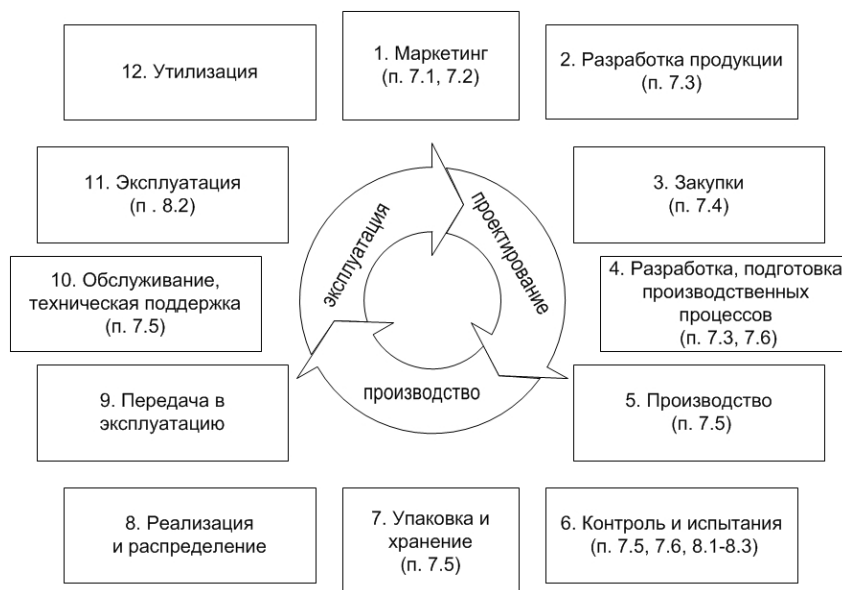 12. Утилизация
1. Маркетинг
(п. 7.1, 7.2)
2. Разработка продукции
(п. 7.3)
11. Эксплуатация
(п . 8.2)
3. Закупки
(п. 7.4)
10. Обслуживание,
техническая поддержка
(п. 7.5)
4. Разработка, подготовка
производственных
процессов
(п. 7.3, 7.6)
эксплуатация
проектирование
производство
9. Передача в
эксплуатацию
5. Производство
(п. 7.5)
8. Реализация
и распределение
7. Упаковка и
хранение
(п. 7.5)
6. Контроль и испытания
(п. 7.5, 7.6, 8.1-8.3)